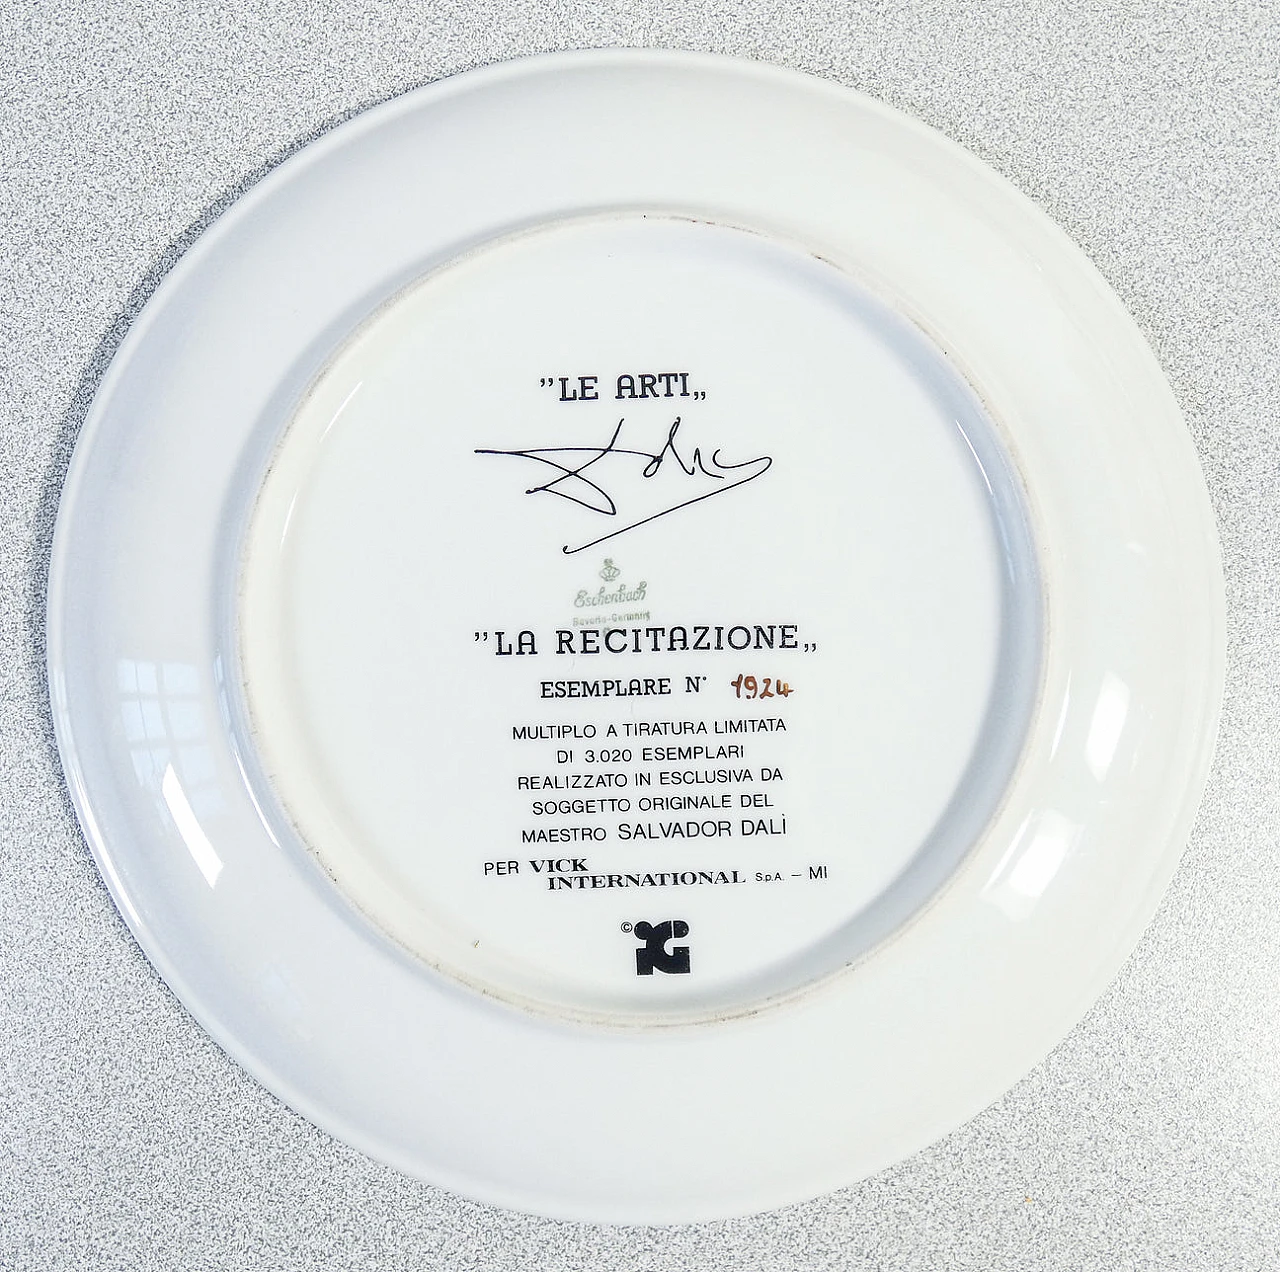 ”LE ARTI„
Dalí
Eschenbach
Bavaria-Germany
”LA RECITAZIONE„
ESEMPLARE N° 1924
MULTIPLO A TIRATURA LIMITATA
DI 3.020 ESEMPLARI
REALIZZATO IN ESCLUSIVA DA
SOGGETTO ORIGINALE DEL
MAESTRO SALVADOR DALÌ
PER VICK
INTERNATIONAL S.p.A. – MI
©